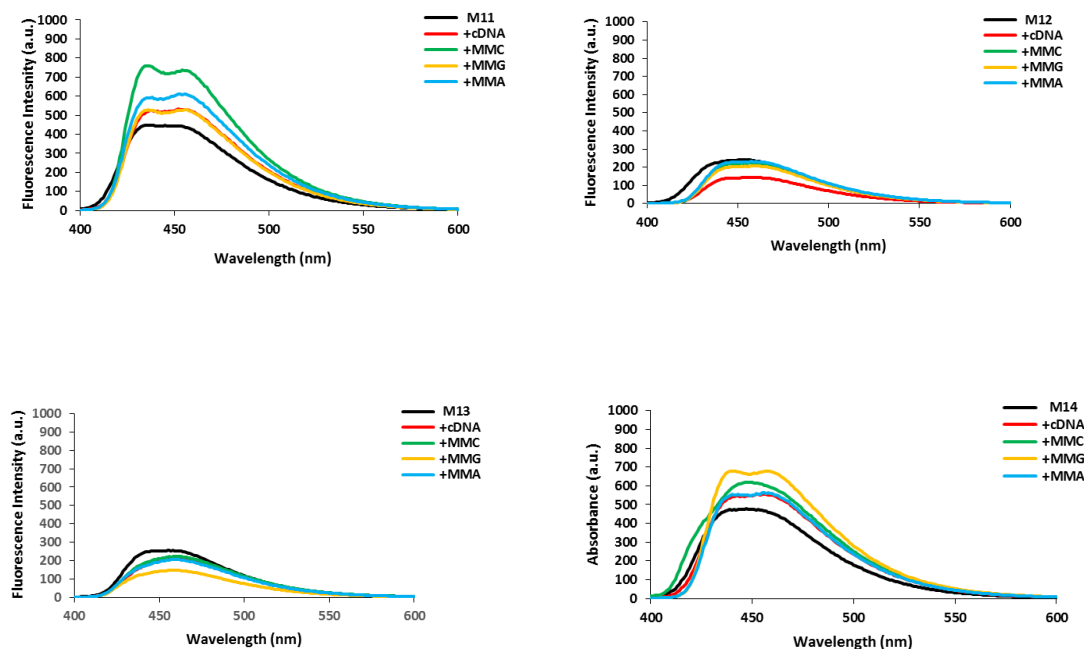 1000
900
800
700
600
500
400
300
200
100
0
Fluorescence Intesnity (a.u.)
400
450
500
550
600
Wavelength (nm)
M11
+cDNA
+MMC
+MMG
+MMA
1000
900
800
700
600
500
400
300
200
100
0
Fluorescence Intensity (a.u.)
400
450
500
550
600
Wavelength (nm)
M12
+cDNA
+MMC
+MMG
+MMA
1000
900
800
700
600
500
400
300
200
100
0
Fluorescence Intensity (a.u.)
400
450
500
550
600
Wavelength (nm)
M13
+cDNA
+MMC
+MMG
+MMA
1000
900
800
700
600
500
400
300
200
100
0
Absorbance (a.u.)
400
450
500
550
600
Wavelength (nm)
M14
+cDNA
+MMC
+MMG
+MMA